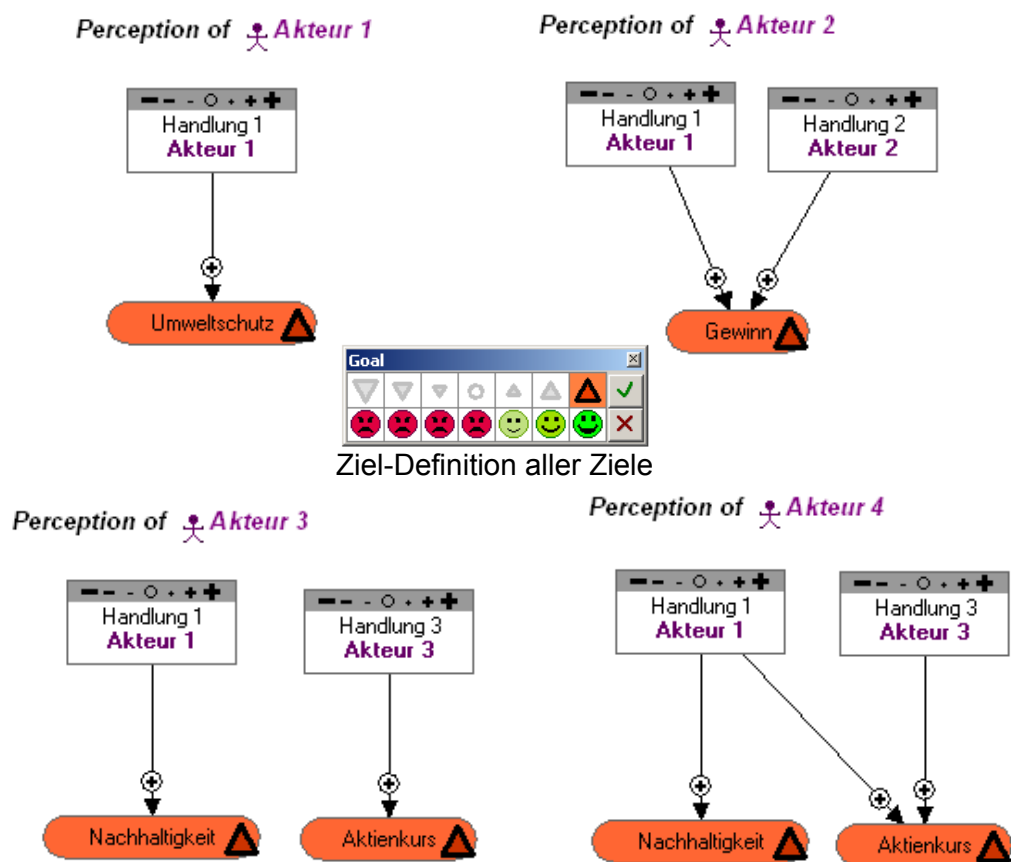 Perception of Akteur 1
Perception of Akteur 2
Handlung 1
Akteur 1
Handlung 1
Akteur 1
Handlung 2
Akteur 2
Umweltschutz
Gewinn
Goal
Ziel-Definition aller Ziele
Perception of Akteur 3
Perception of Akteur 4
Handlung 1
Akteur 1
Handlung 3
Akteur 3
Handlung 1
Akteur 1
Handlung 3
Akteur 3
Nachhaltigkeit
Aktienkurs
Nachhaltigkeit
Aktienkurs